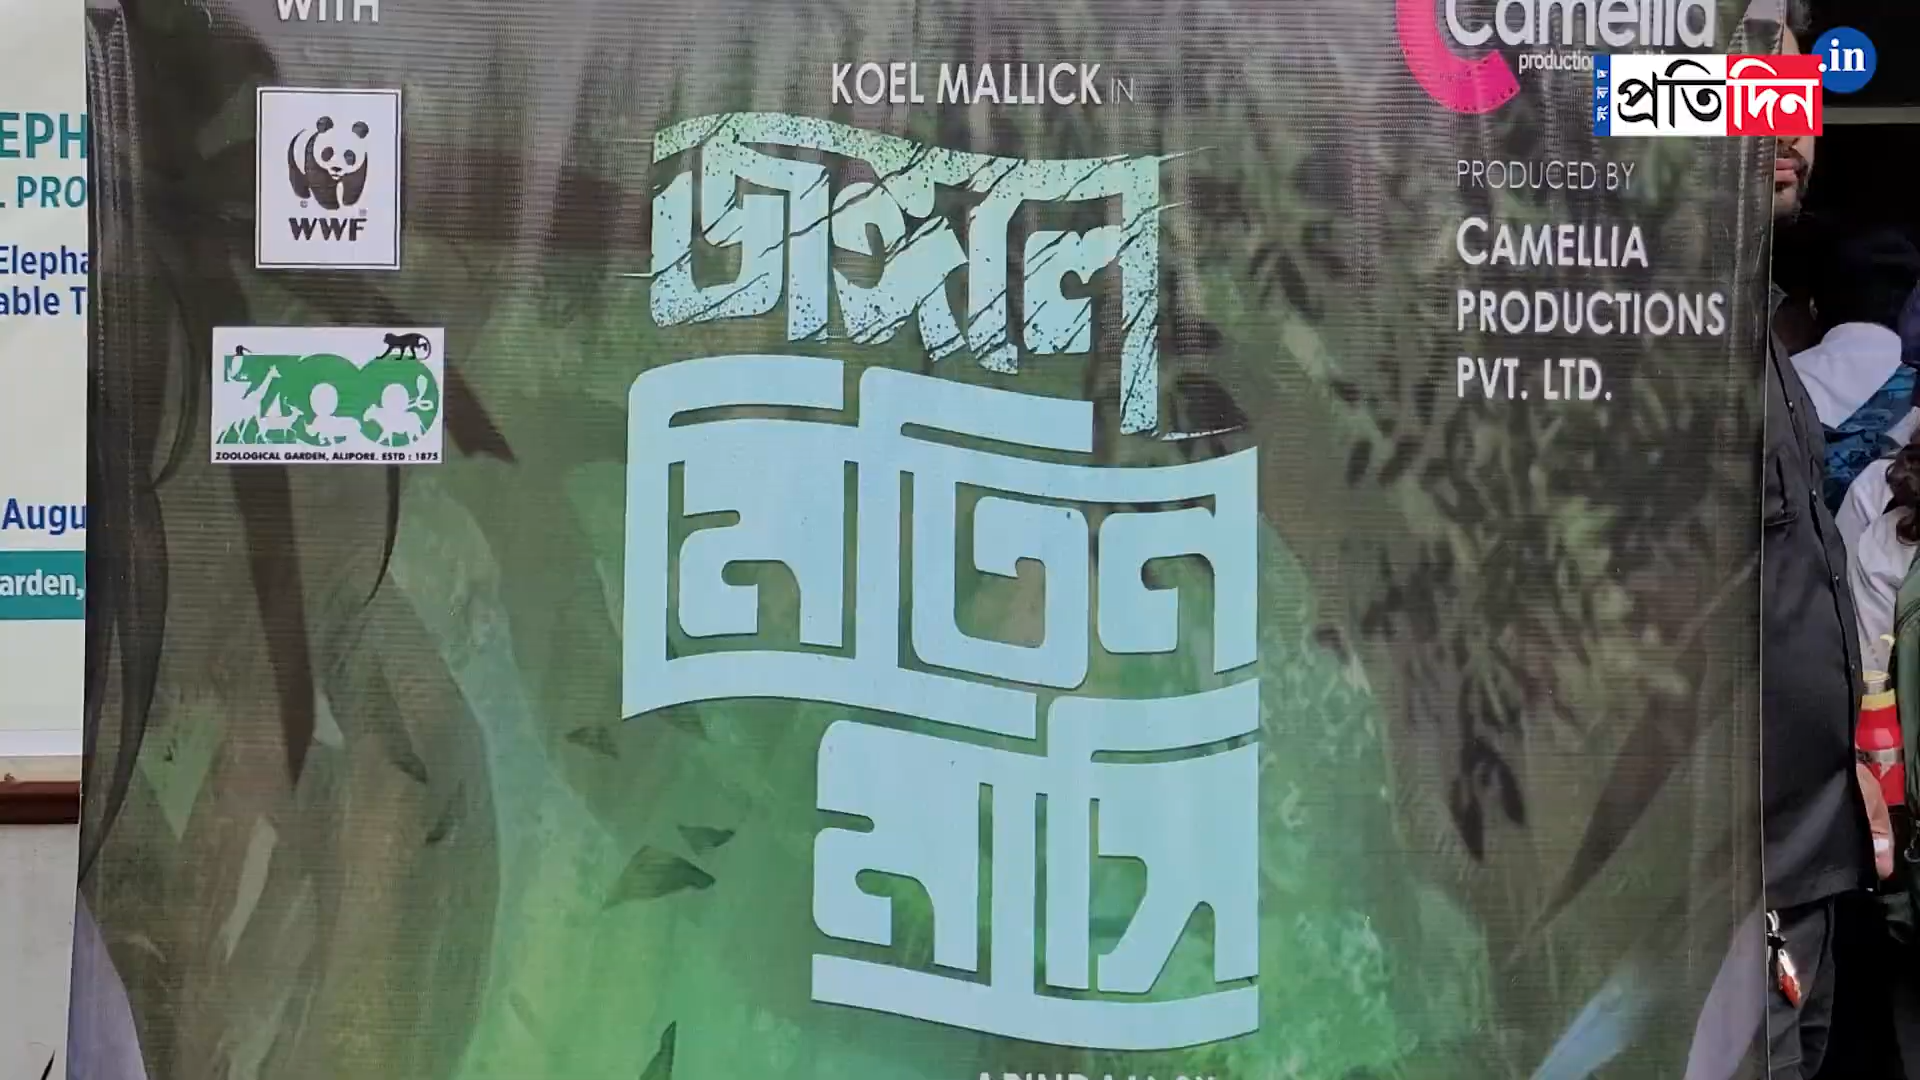 WITH
Camellia
production
সংবাদ
প্রতিদিন
.in
KOEL MALLICK IN
জঙ্গলে
মিতিন
মাসি
WWF
ZOOLOGICAL GARDEN, ALIPORE. ESTD : 1875
PRODUCED BY
CAMELLIA
PRODUCTIONS
PVT. LTD.
EPH
L PRO
Elepha
able T
Augu
arden,